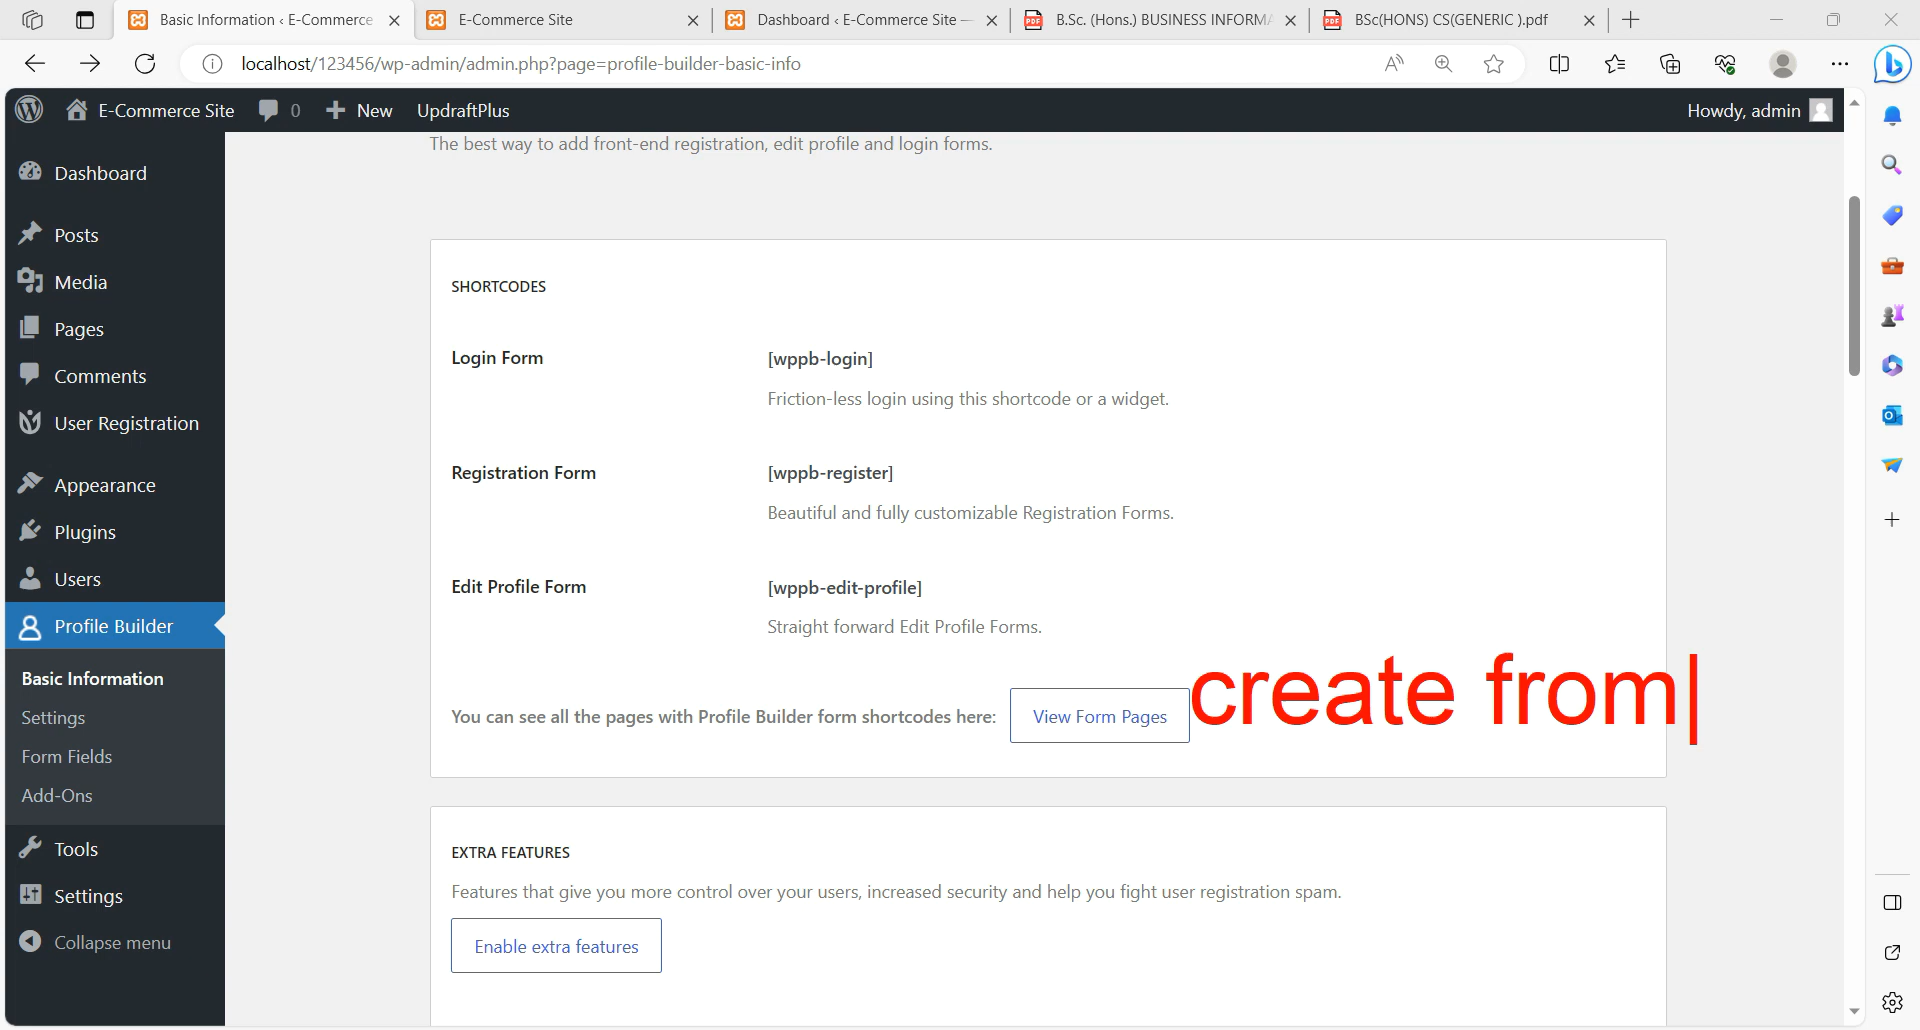 Basic Information ‹ E-Commerce
E-Commerce Site
Dashboard ‹ E-Commerce Site —
B.Sc. (Hons.) BUSINESS INFORMA
BSc(HONS) CS(GENERIC ).pdf
localhost/123456/wp-admin/admin.php?page=profile-builder-basic-info
E-Commerce Site
0
New
UpdraftPlus
Howdy, admin
Dashboard
Posts
Media
Pages
Comments
User Registration
Appearance
Plugins
Users
Profile Builder
Basic Information
Settings
Form Fields
Add-Ons
Tools
Settings
Collapse menu
The best way to add front-end registration, edit profile and login forms.
SHORTCODES
Login Form
[wppb-login]
Friction-less login using this shortcode or a widget.
Registration Form
[wppb-register]
Beautiful and fully customizable Registration Forms.
Edit Profile Form
[wppb-edit-profile]
Straight forward Edit Profile Forms.
You can see all the pages with Profile Builder form shortcodes here:
View Form Pages
create from
EXTRA FEATURES
Features that give you more control over your users, increased security and help you fight user registration spam.
Enable extra features